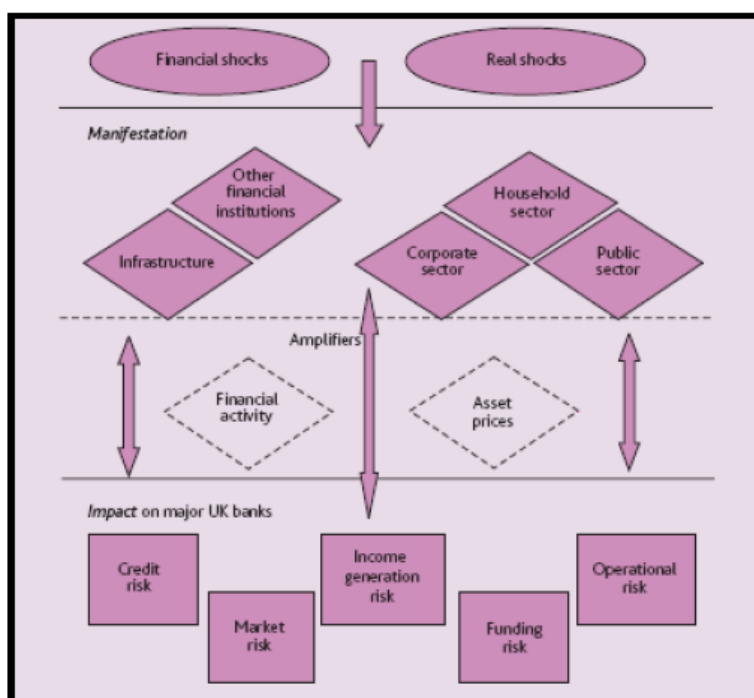 Financial shocks
Real shocks
Manifestation
Other
financial
institutions
Household
sector
Infrastructure
Corporate
sector
Public
sector
Amplifiers
Financial
activity
Asset
prices
Impact on major UK banks
Credit
risk
Income
generation
risk
Operational
risk
Market
risk
Funding
risk